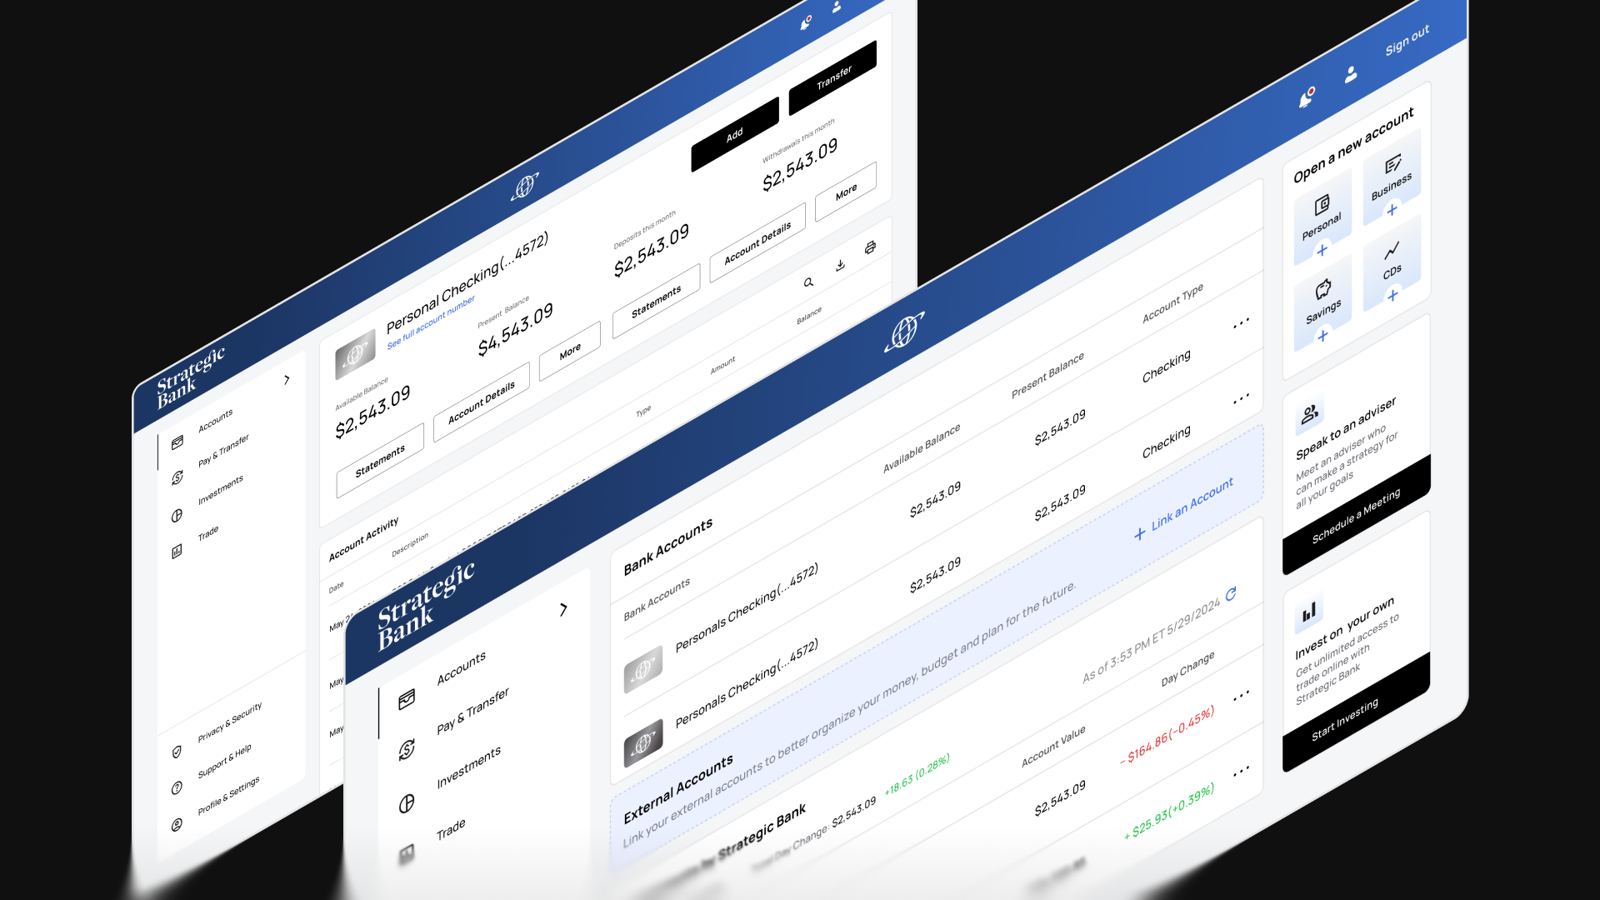 Strategic
Bank
Accounts
Pay & Transfer
Investments
Trade
Privacy & Security
Support & Help
Profile & Settings
Add
Transfer
Personal Checking(...4572)
See full account number
Available Balance
$2,543.09
Present Balance
$4,543.09
Deposits this month
$2,543.09
Withdrawals this month
$2,543.09
Statements
Account Details
More
Statements
Account Details
More
Account Activity
Date
Description
Type
Amount
Balance
May
May
May
May
Strategic
Bank
Sign out
Accounts
Pay & Transfer
Investments
Trade
Bank Accounts
Bank Accounts
Available Balance
Present Balance
Account Type
Personals Checking(...4572)
$2,543.09
$2,543.09
Checking
...
Personals Checking(...4572)
$2,543.09
$2,543.09
Checking
...
External Accounts
Link your external accounts to better organize your money, budget and plan for the future.
+ Link an Account
by Strategic Bank
As of 3:53 PM ET 5/29/2024
Day Change: $2,543.09 +18.63 (0.28%)
Account Value
Day Change
$2,543.09
- $164.86(-0.45%)
...
+ $25.93(+0.39%)
...
Open a new account
Personal
+
Business
+
Savings
+
CDs
+
Speak to an adviser
Meet an adviser who
can make a strategy for
all your goals
Schedule a Meeting
Invest on your own
Get unlimited access to
trade online with
Strategic Bank
Start Investing